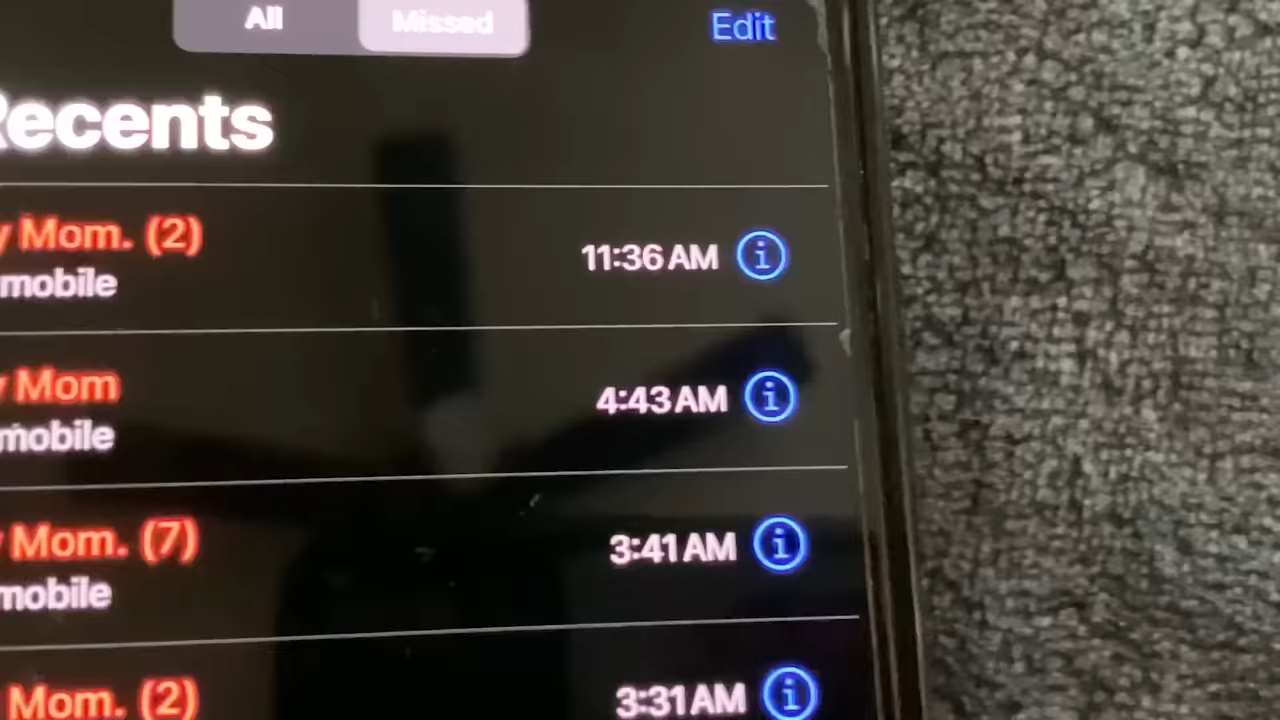 All Missed Edit
Recents
y Mom. (2) 11:36 AM
mobile
y Mom 4:43 AM
mobile
y Mom. (7) 3:41 AM
mobile
Mom. (2) 3:31 AM